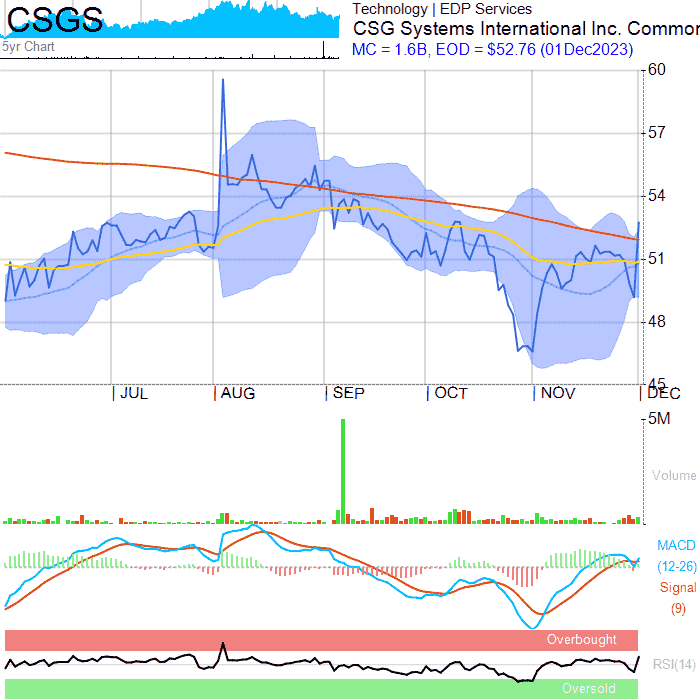 CSGS
5yr Chart
Technology | EDP Services
CSG Systems International Inc. Common
MC = 1.6B, EOD = $52.76 (01Dec2023)
60
57
54
51
48
45
JUL
AUG
SEP
OCT
NOV
DEC
5M
Volume
MACD
(12-26)
Signal
(9)
Overbought
RSI(14)
Oversold